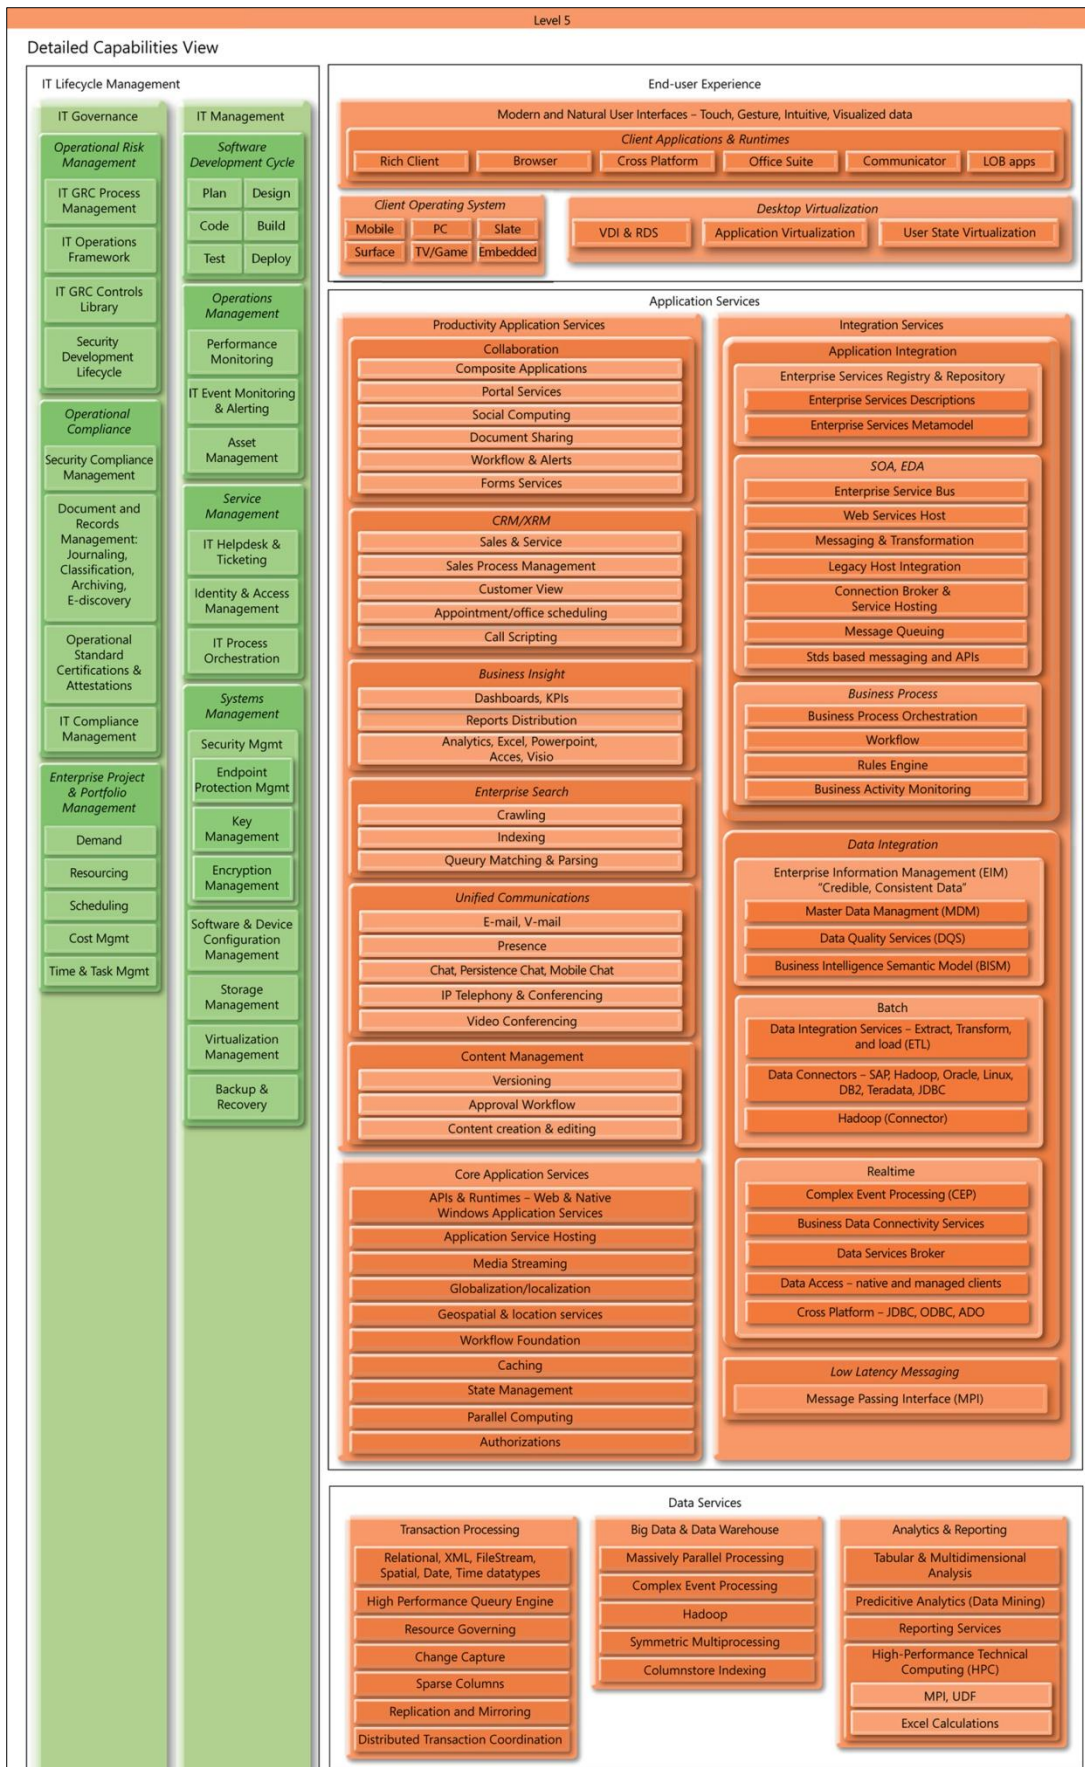 Level 5
Detailed Capabilities View
IT Lifecycle Management
IT Governance
Operational Risk
Management
IT GRC Process
Management
IT Operations
Framework
IT GRC Controls
Library
Security
Development
Lifecycle
Operational
Compliance
Security Compliance
Management
Document and
Records
Management:
Journaling,
Classification,
Archiving,
E-discovery
Operational
Standard
Certifications &
Attestations
IT Compliance
Management
Enterprise Project
& Portfolio
Management
Demand
Resourcing
Scheduling
Cost Mgmt
Time & Task Mgmt
IT Management
Software
Development Cycle
Plan
Design
Code
Build
Test
Deploy
Operations
Management
Performance
Monitoring
IT Event Monitoring
& Alerting
Asset
Management
Service
Management
IT Helpdesk &
Ticketing
Identity & Access
Management
IT Process
Orchestration
Systems
Management
Security Mgmt
Endpoint
Protection Mgmt
Key
Management
Encryption
Management
Software & Device
Configuration
Management
Storage
Management
Virtualization
Management
Backup &
Recovery
End-user Experience
Modern and Natural User Interfaces – Touch, Gesture, Intuitive, Visualized data
Client Applications & Runtimes
Rich Client
Browser
Cross Platform
Office Suite
Communicator
LOB apps
Client Operating System
Mobile
PC
Slate
Surface
TV/Game
Embedded
Desktop Virtualization
VDI & RDS
Application Virtualization
User State Virtualization
Application Services
Productivity Application Services
Collaboration
Composite Applications
Portal Services
Social Computing
Document Sharing
Workflow & Alerts
Forms Services
CRM/XRM
Sales & Service
Sales Process Management
Customer View
Appointment/office scheduling
Call Scripting
Business Insight
Dashboards, KPIs
Reports Distribution
Analytics, Excel, Powerpoint,
Acces, Visio
Enterprise Search
Crawling
Indexing
Queury Matching & Parsing
Unified Communications
E-mail, V-mail
Presence
Chat, Persistence Chat, Mobile Chat
IP Telephony & Conferencing
Video Conferencing
Content Management
Versioning
Approval Workflow
Content creation & editing
Core Application Services
APIs & Runtimes – Web & Native
Windows Application Services
Application Service Hosting
Media Streaming
Globalization/localization
Geospatial & location services
Workflow Foundation
Caching
State Management
Parallel Computing
Authorizations
Integration Services
Application Integration
Enterprise Services Registry & Repository
Enterprise Services Descriptions
Enterprise Services Metamodel
SOA, EDA
Enterprise Service Bus
Web Services Host
Messaging & Transformation
Legacy Host Integration
Connection Broker &
Service Hosting
Message Queuing
Stds based messaging and APIs
Business Process
Business Process Orchestration
Workflow
Rules Engine
Business Activity Monitoring
Data Integration
Enterprise Information Management (EIM)
“Credible, Consistent Data”
Master Data Managment (MDM)
Data Quality Services (DQS)
Business Intelligence Semantic Model (BISM)
Batch
Data Integration Services – Extract, Transform,
and load (ETL)
Data Connectors – SAP, Hadoop, Oracle, Linux,
DB2, Teradata, JDBC
Hadoop (Connector)
Realtime
Complex Event Processing (CEP)
Business Data Connectivity Services
Data Services Broker
Data Access – native and managed clients
Cross Platform – JDBC, ODBC, ADO
Low Latency Messaging
Message Passing Interface (MPI)
Data Services
Transaction Processing
Relational, XML, FileStream,
Spatial, Date, Time datatypes
High Performance Queury Engine
Resource Governing
Change Capture
Sparse Columns
Replication and Mirroring
Distributed Transaction Coordination
Big Data & Data Warehouse
Massively Parallel Processing
Complex Event Processing
Hadoop
Symmetric Multiprocessing
Columnstore Indexing
Analytics & Reporting
Tabular & Multidimensional
Analysis
Predicitive Analytics (Data Mining)
Reporting Services
High-Performance Technical
Computing (HPC)
MPI, UDF
Excel Calculations